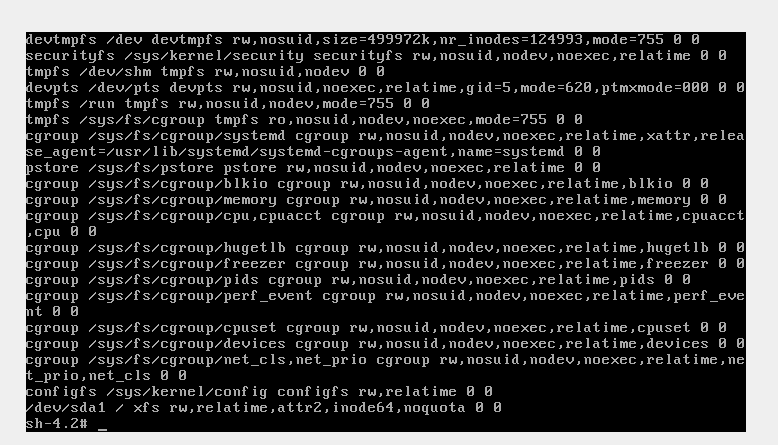 devtmpfs /dev devtmpfs rw,nosuid,size=499972k,nr_inodes=124993,mode=755 0 0
securityfs /sys/kernel/security securityfs rw,nosuid,nodev,noexec,relatime 0 0
tmpfs /dev/shm tmpfs rw,nosuid,nodev 0 0
devpts /dev/pts devpts rw,nosuid,noexec,relatime,gid=5,mode=620,ptmxmode=000 0 0
tmpfs /run tmpfs rw,nosuid,nodev,mode=755 0 0
tmpfs /sys/fs/cgroup tmpfs ro,nosuid,nodev,noexec,mode=755 0 0
cgroup /sys/fs/cgroup/systemd cgroup rw,nosuid,nodev,noexec,relatime,xattr,relea
se_agent=/usr/lib/systemd/systemd-cgroups-agent,name=systemd 0 0
pstore /sys/fs/pstore pstore rw,nosuid,nodev,noexec,relatime 0 0
cgroup /sys/fs/cgroup/blkio cgroup rw,nosuid,nodev,noexec,relatime,blkio 0 0
cgroup /sys/fs/cgroup/memory cgroup rw,nosuid,nodev,noexec,relatime,memory 0 0
cgroup /sys/fs/cgroup/cpu,cpuacct cgroup rw,nosuid,nodev,noexec,relatime,cpuacct
,cpu 0 0
cgroup /sys/fs/cgroup/hugetlb cgroup rw,nosuid,nodev,noexec,relatime,hugetlb 0 0
cgroup /sys/fs/cgroup/freezer cgroup rw,nosuid,nodev,noexec,relatime,freezer 0 0
cgroup /sys/fs/cgroup/pids cgroup rw,nosuid,nodev,noexec,relatime,pids 0 0
cgroup /sys/fs/cgroup/perf_event cgroup rw,nosuid,nodev,noexec,relatime,perf_eve
nt 0 0
cgroup /sys/fs/cgroup/cpuset cgroup rw,nosuid,nodev,noexec,relatime,cpuset 0 0
cgroup /sys/fs/cgroup/devices cgroup rw,nosuid,nodev,noexec,relatime,devices 0 0
cgroup /sys/fs/cgroup/net_cls,net_prio cgroup rw,nosuid,nodev,noexec,relatime,ne
t_prio,net_cls 0 0
configfs /sys/kernel/config configfs rw,relatime 0 0
/dev/sda1 / xfs rw,relatime,attr2,inode64,noquota 0 0
sh-4.2# _